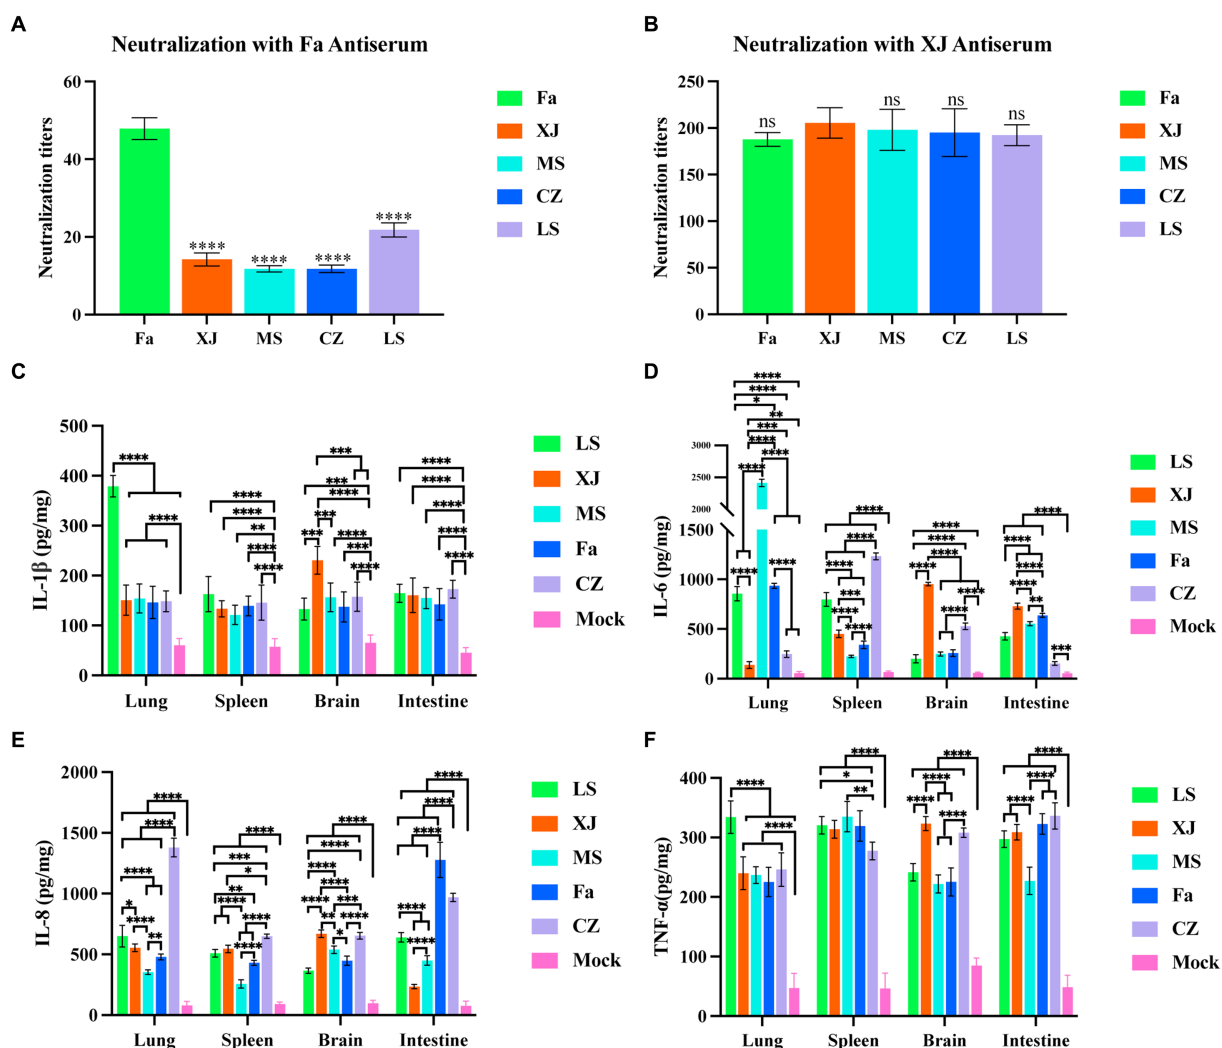 A
Neutralization with Fa Antiserum
Neutralization titers
60
40
20
0
****
****
****
****
Fa
XJ
MS
CZ
LS
Fa
XJ
MS
CZ
LS
B
Neutralization with XJ Antiserum
Neutralization titers
250
200
150
100
50
0
ns
ns
ns
ns
Fa
XJ
MS
CZ
LS
Fa
XJ
MS
CZ
LS
C
IL-1β (pg/mg)
500
400
300
200
100
0
****
****
****
****
**
****
****
***
***
****
***
***
****
***
****
****
****
****
****
Lung
Spleen
Brain
Intestine
LS
XJ
MS
Fa
CZ
Mock
D
IL-6 (pg/mg)
3000
2500
2000
1500
1000
500
0
****
****
*
**
***
****
****
****
****
****
****
****
****
***
****
****
****
****
****
****
****
****
****
****
****
****
****
**
***
Lung
Spleen
Brain
Intestine
LS
XJ
MS
Fa
CZ
Mock
E
IL-8 (pg/mg)
2000
1500
1000
500
0
****
****
****
****
*
****
**
****
***
*
**
****
****
****
****
****
****
****
***
****
**
****
*
****
****
****
****
****
Lung
Spleen
Brain
Intestine
LS
XJ
MS
Fa
CZ
Mock
F
TNF-α(pg/mg)
400
300
200
100
0
****
****
****
*
**
****
****
****
****
****
****
****
Lung
Spleen
Brain
Intestine
LS
XJ
MS
Fa
CZ
Mock